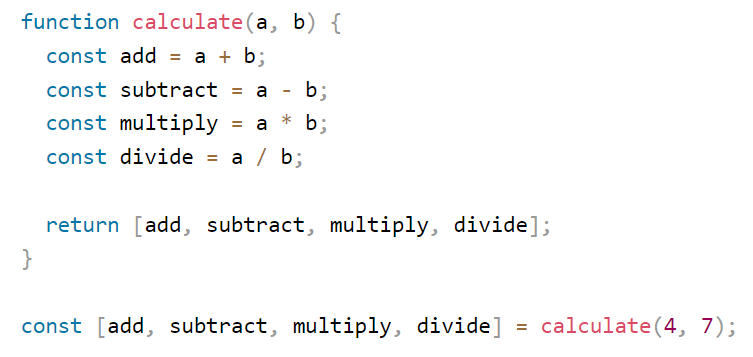 function calculate(a, b) {
  const add = a + b;
  const subtract = a - b;
  const multiply = a * b;
  const divide = a / b;

  return [add, subtract, multiply, divide];
}

const [add, subtract, multiply, divide] = calculate(4, 7);